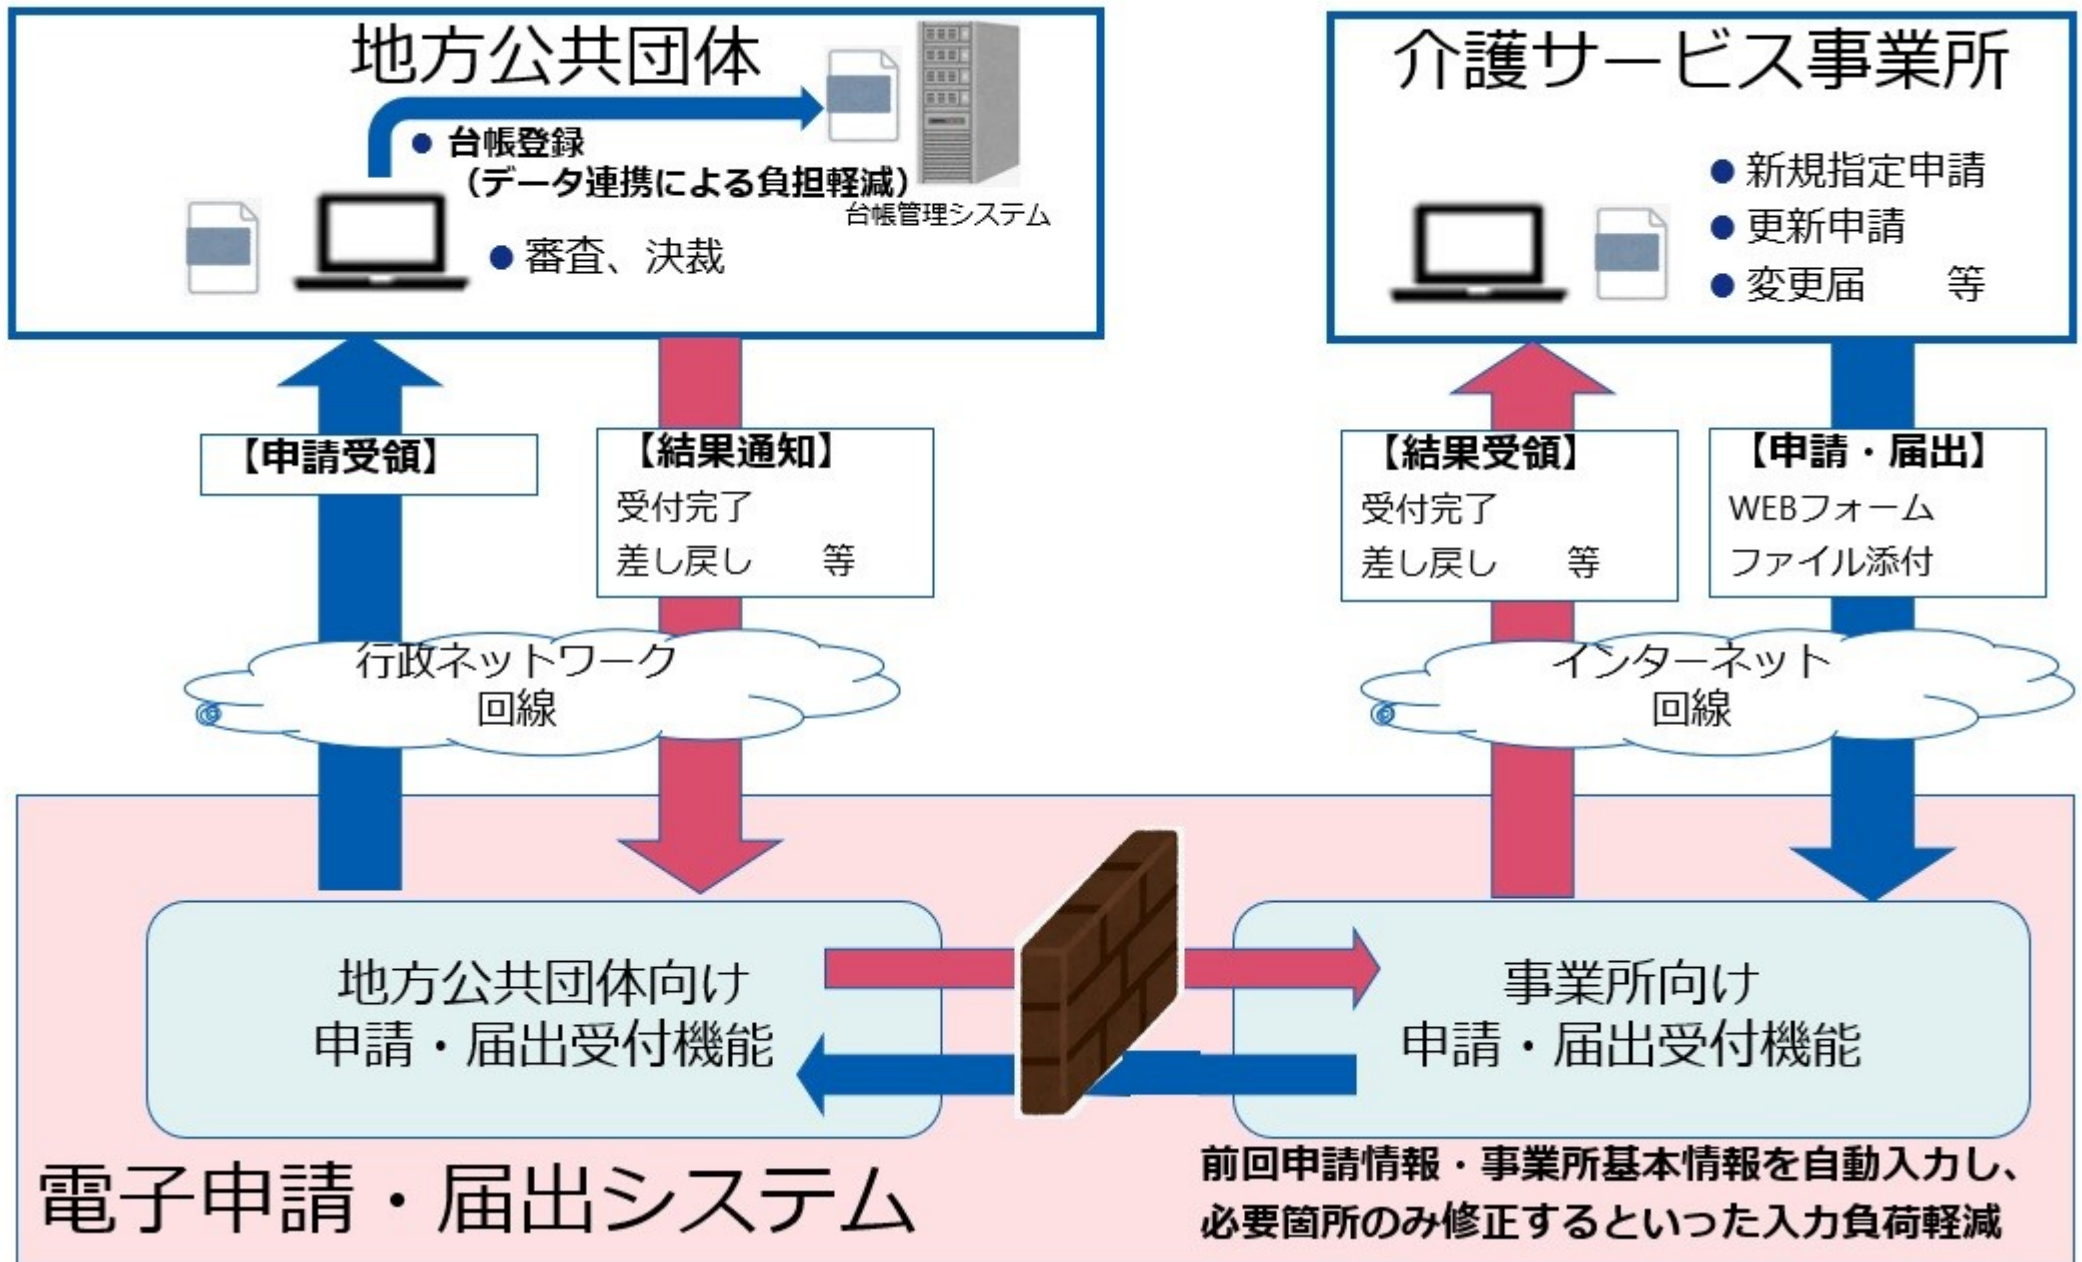 地方公共団体
● 台帳登録
（データ連携による負担軽減）
台帳管理システム
● 審査、決裁
介護サービス事業所
● 新規指定申請
● 更新申請
● 変更届　　等
【申請受領】
【結果通知】
受付完了
差し戻し　　等
【結果受領】
受付完了
差し戻し　　等
【申請・届出】
WEBフォーム
ファイル添付
行政ネットワーク
回線
インターネット
回線
地方公共団体向け
申請・届出受付機能
事業所向け
申請・届出受付機能
電子申請・届出システム
前回申請情報・事業所基本情報を自動入力し、
必要箇所のみ修正するといった入力負荷軽減